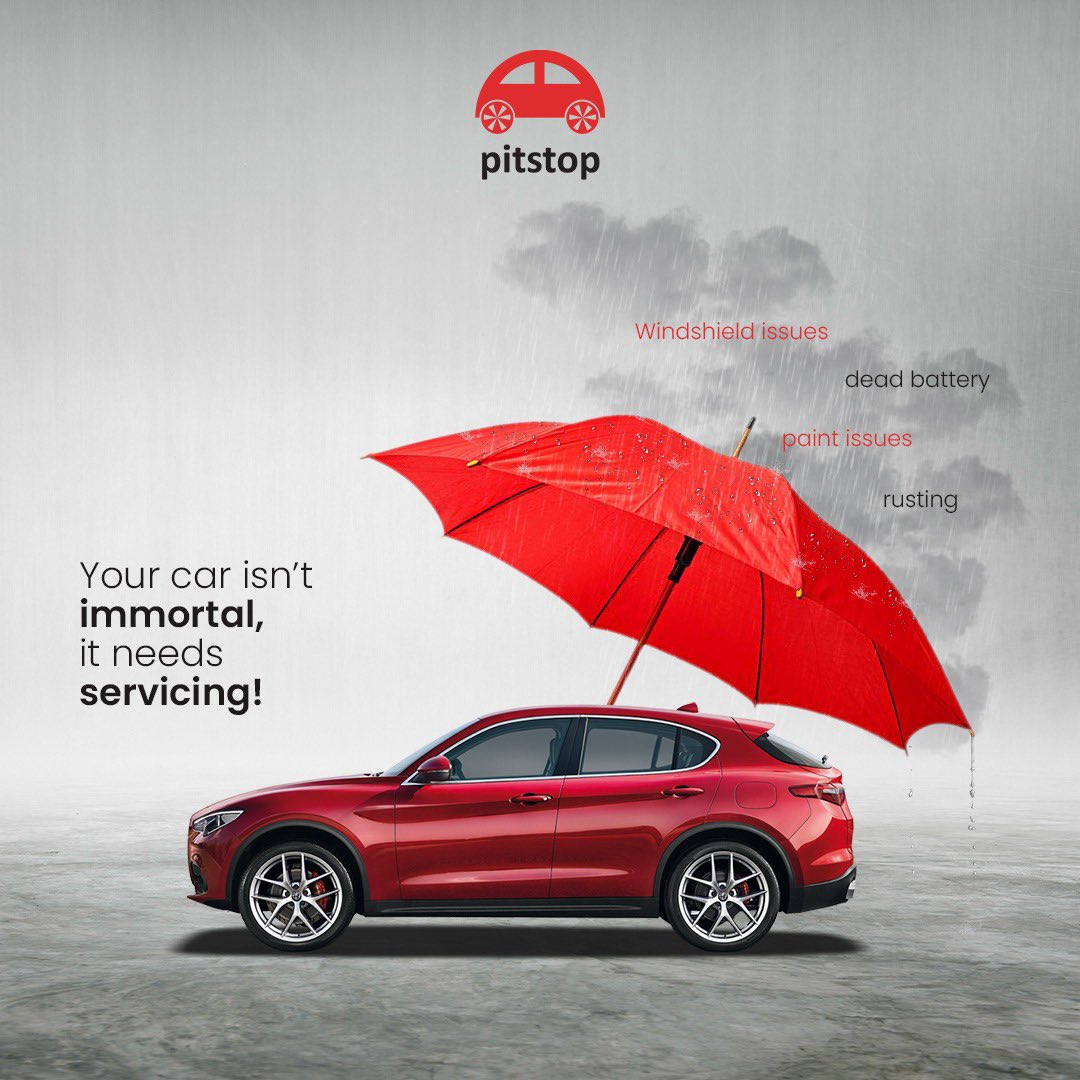 pitstop
Windshield issues
dead battery
paint issues
rusting
Your car isn’t
immortal,
it needs
servicing!